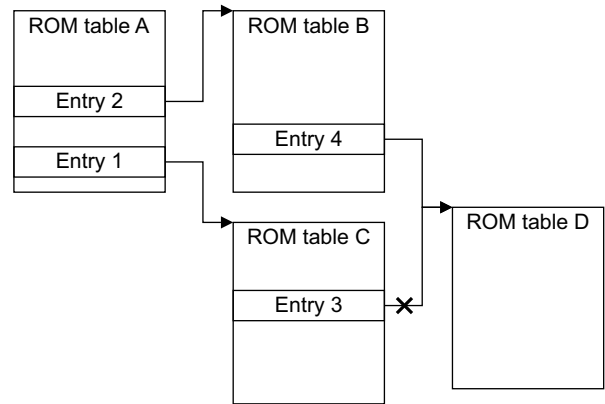 ROM table A
Entry 2
Entry 1
ROM table B
Entry 4
ROM table C
Entry 3
ROM table D